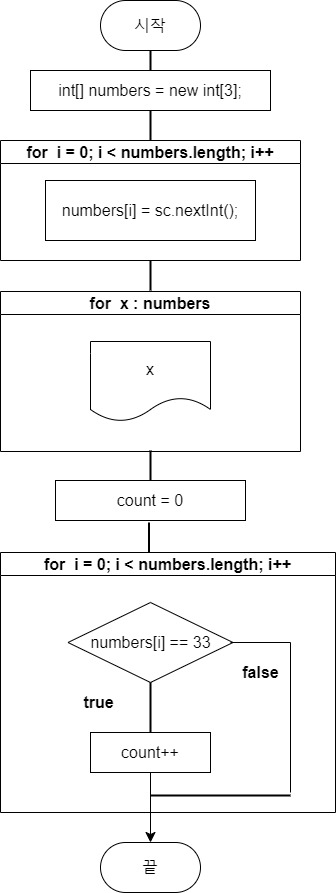 시작
int[] numbers = new int[3];
for i = 0; i < numbers.length; i++
numbers[i] = sc.nextInt();
for x : numbers
x
count = 0
for i = 0; i < numbers.length; i++
numbers[i] == 33
false
true
count++
끝